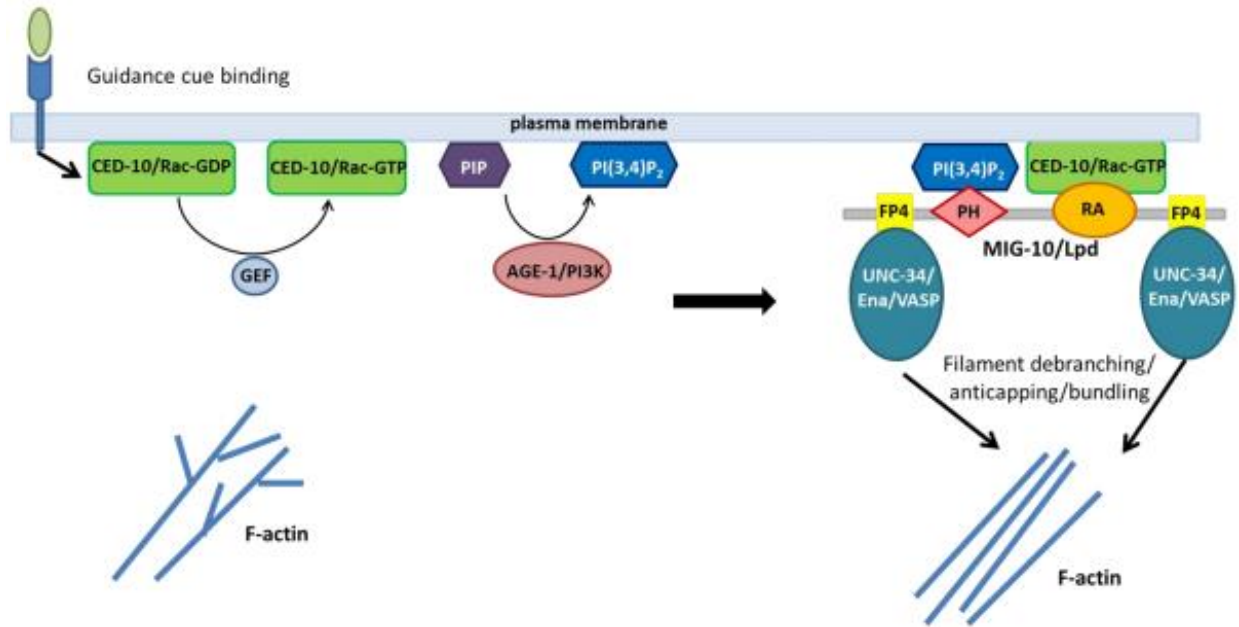 Guidance cue binding
plasma membrane
CED-10/Rac-GDP
CED-10/Rac-GTP
PIP
PI(3,4)P2
PI(3,4)P2
CED-10/Rac-GTP
FP4
PH
RA
FP4
MIG-10/Lpd
GEF
AGE-1/PI3K
UNC-34/
Ena/VASP
UNC-34/
Ena/VASP
Filament debranching/
anticapping/bundling
F-actin
F-actin